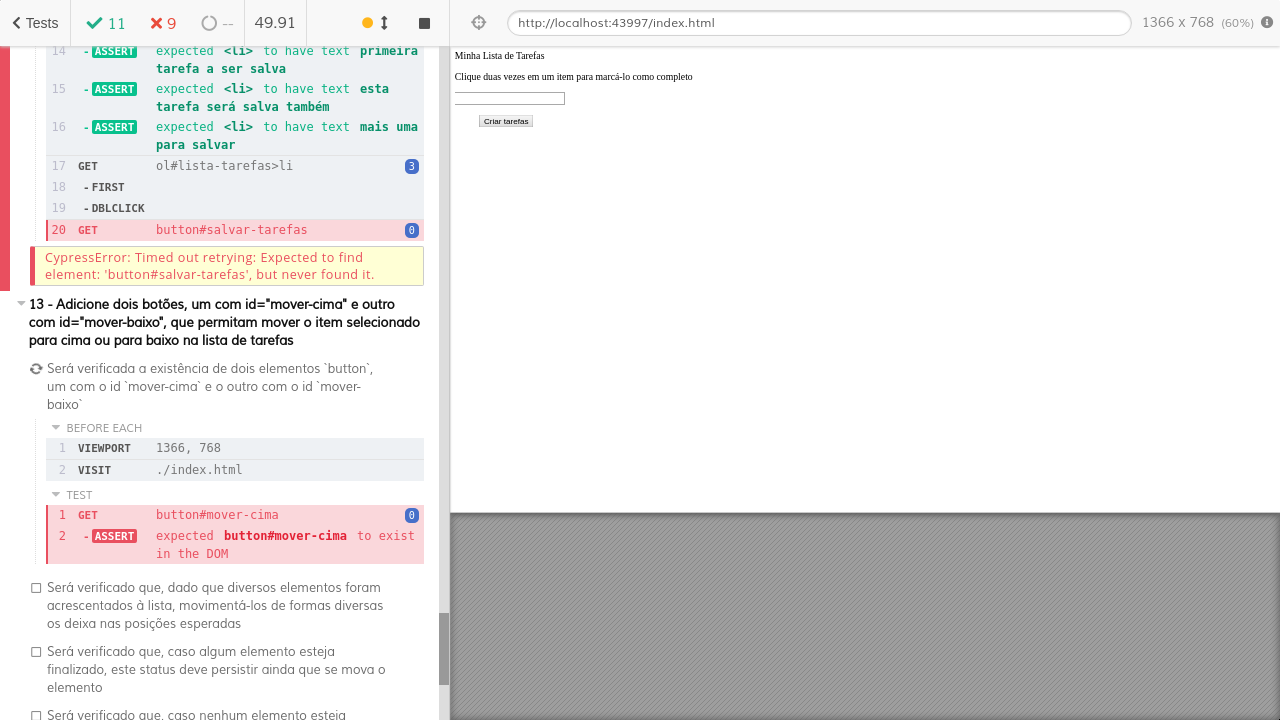 Tests 11 9 -- 49.91 http://localhost:43997/index.html 1366 x 768 (60%)
14 - ASSERT expected <li> to have text primeira
tarefa a ser salva
15 - ASSERT expected <li> to have text esta
tarefa será salva também
16 - ASSERT expected <li> to have text mais uma
para salvar
17 GET ol#lista-tarefas>li 3
18 - FIRST
19 - DBLCLICK
20 GET button#salvar-tarefas 0
CypressError: Timed out retrying: Expected to find
element: 'button#salvar-tarefas', but never found it.
13 - Adicione dois botões, um com id="mover-cima" e outro
com id="mover-baixo", que permitam mover o item selecionado
para cima ou para baixo na lista de tarefas
Será verificada a existência de dois elementos `button`,
um com o id `mover-cima` e o outro com o id `mover-
baixo`
BEFORE EACH
1 VIEWPORT 1366, 768
2 VISIT ./index.html
TEST
1 GET button#mover-cima 0
2 - ASSERT expected button#mover-cima to exist
in the DOM
Será verificado que, dado que diversos elementos foram
acrescentados à lista, movimentá-los de formas diversas
os deixa nas posições esperadas
Será verificado que, caso algum elemento esteja
finalizado, este status deve persistir ainda que se mova o
elemento
Será verificado que, caso nenhum elemento esteja
Minha Lista de Tarefas
Clique duas vezes em um item para marcá-lo como completo
Criar tarefas